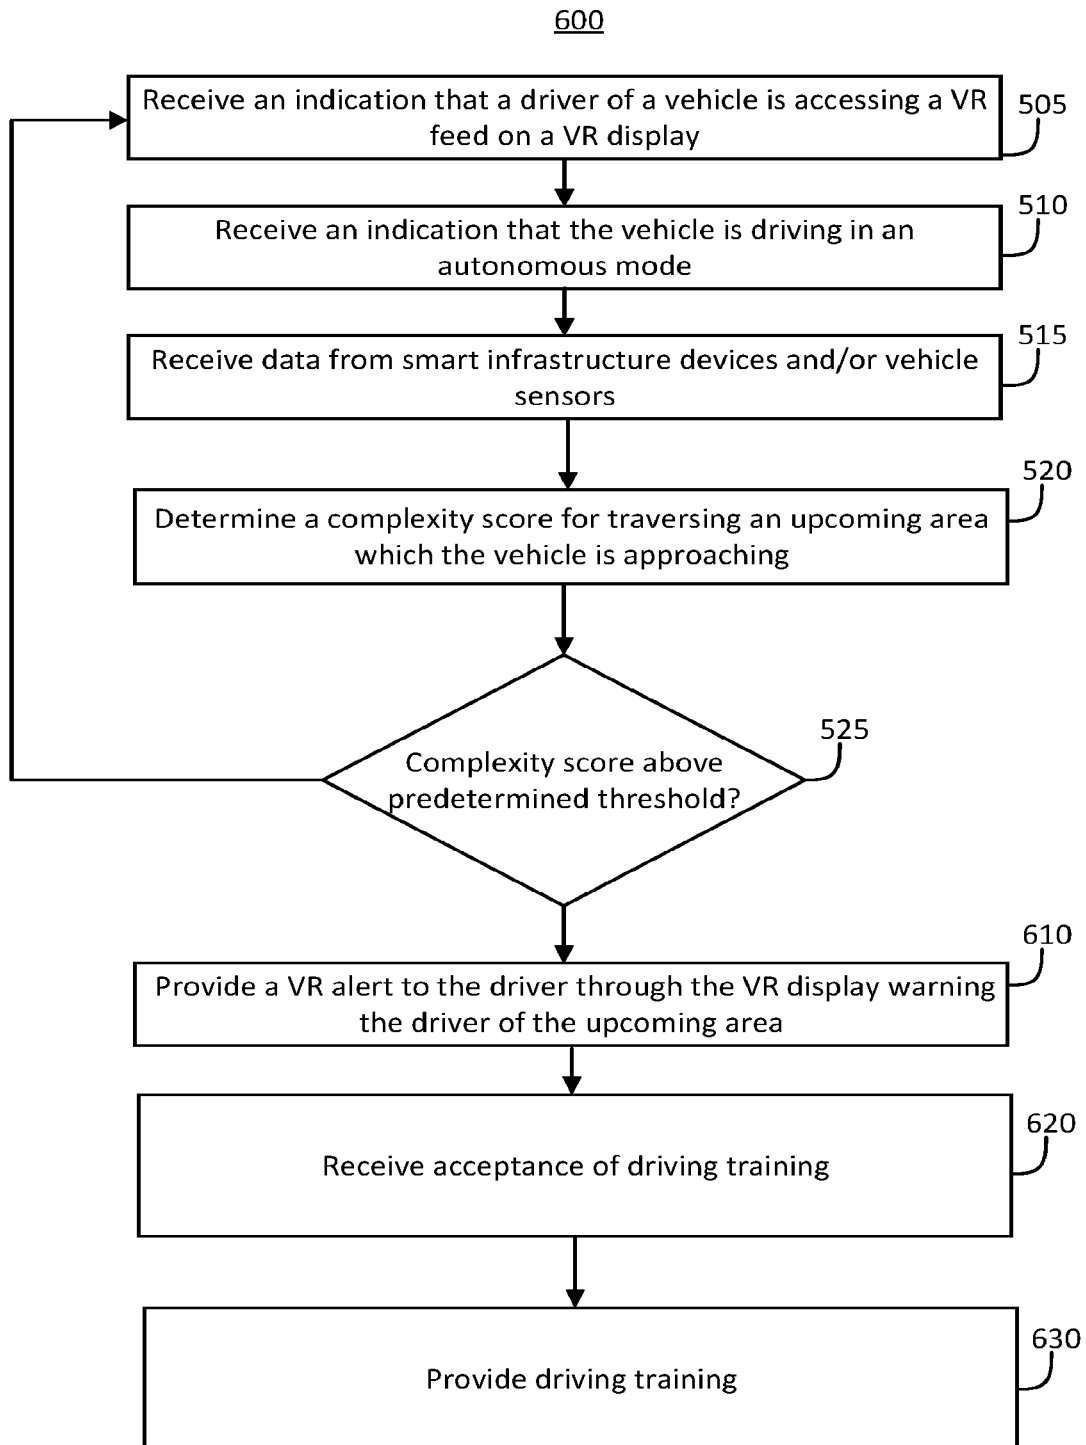 600
Receive an indication that a driver of a vehicle is accessing a VR
feed on a VR display
505
Receive an indication that the vehicle is driving in an
autonomous mode
510
Receive data from smart infrastructure devices and/or vehicle
sensors
515
Determine a complexity score for traversing an upcoming area
which the vehicle is approaching
520
Complexity score above
predetermined threshold?
525
Provide a VR alert to the driver through the VR display warning
the driver of the upcoming area
610
Receive acceptance of driving training
620
Provide driving training
630